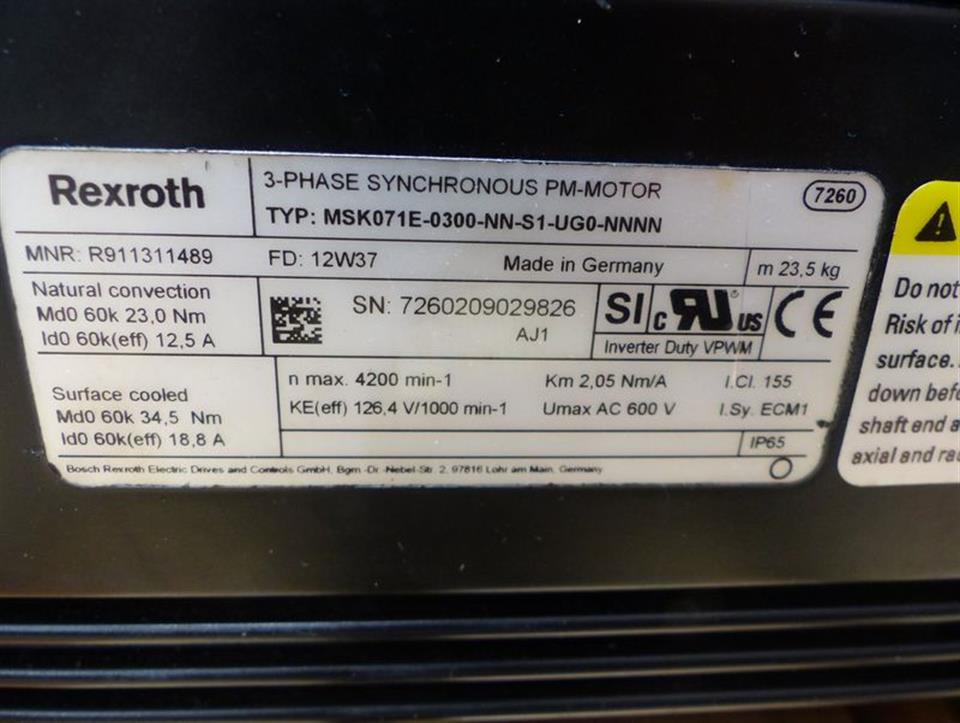 Rexroth
3-PHASE SYNCHRONOUS PM-MOTOR
7260
TYP: MSK071E-0300-NN-S1-UG0-NNNN
MNR: R911311489
FD: 12W37
Made in Germany
m 23,5 kg
Natural convection
Md0 60k 23,0 Nm
Id0 60k(eff) 12,5 A
SN: 7260209029826
AJ1
SI
c RU ® US
CE
Inverter Duty VPWM
Surface cooled
Md0 60k 34,5 Nm
Id0 60k(eff) 18,8 A
n max. 4200 min-1
Km 2,05 Nm/A
I.Cl. 155
KE(eff) 126,4 V/1000 min-1
Umax AC 600 V
I.Sy. ECM1
IP65
Bosch Rexroth Electric Drives and Controls GmbH, Bgm.-Dr.-Nebel-Str. 2, 97816 Lohr am Main, Germany
Do not
Risk of
surface.
down
shaft end
axial and